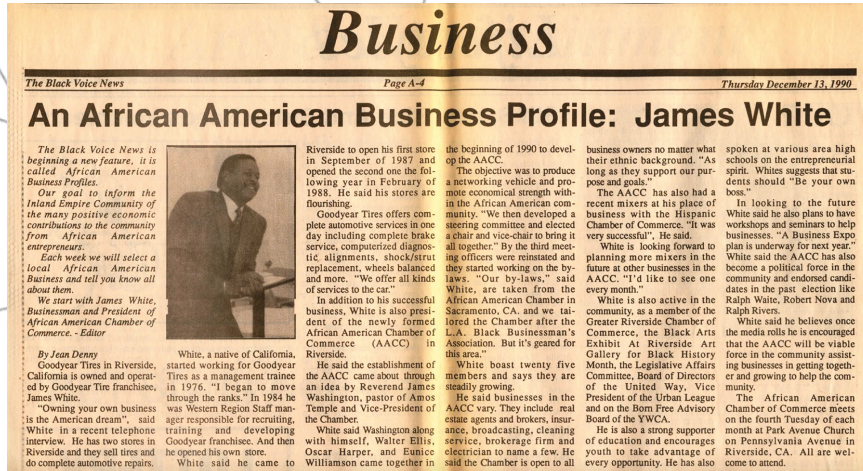 Business
The Black Voice News
Page A-4
Thursday December 13, 1990
An African American Business Profile: James White
The Black Voice News is
beginning a new feature, it is
called African American
Business Profiles.
Our goal to inform the
Inland Empire Community of
the many positive economic
contributions to the community
from African American
entrepreneurs.
Each week we will select a
local African American
Business and tell you know all
about them.
We start with James White,
Businessman and President of
African American Chamber of
Commerce. - Editor
By Jean Denny
Goodyear Tires in Riverside,
California is owned and operat-
ed by Goodyear Tire franchisee,
James White.
"Owning your own business
is the American dream", said
White in a recent telephone
interview. He has two stores in
Riverside and they sell tires and
do complete automotive repairs.
White, a native of California,
started working for Goodyear
Tires as a management trainee
in 1976. "I began to move
through the ranks." In 1984 he
was Western Region Staff man-
ager responsible for recruiting,
training and developing
Goodyear franchisee. And then
he opened his own store.
White said he came to
Riverside to open his first store
in September of 1987 and
opened the second one the fol-
lowing year in February of
1988. He said his stores are
flourishing.
Goodyear Tires offers com-
plete automotive services in one
day including complete brake
service, computerized diagnos-
tic alignments, shock/strut
replacement, wheels balanced
and more. "We offer all kinds
of services to the car."
In addition to his successful
business, White is also presi-
dent of the newly formed
African American Chamber of
Commerce (AACC) in
Riverside.
He said the establishment of
the AACC came about through
an idea by Reverend James
Washington, pastor of Amos
Temple and Vice-President of
the Chamber.
White said Washington along
with himself, Walter Ellis,
Oscar Harper, and Eunice
Williamson came together in
the beginning of 1990 to devel-
op the AACC.
The objective was to produce
a networking vehicle and pro-
mote economical strength with-
in the African American com-
munity. "We then developed a
steering committee and elected
a chair and vice-chair to bring it
all together." By the third meet-
ing officers were reinstated and
they started working on the by-
laws. "Our by-laws," said
White, are taken from the
African American Chamber in
Sacramento, CA. and we tai-
lored the Chamber after the
L.A. Black Businessman's
Association. But it's geared for
this area."
White boast twenty five
members and says they are
steadily growing.
He said businesses in the
AACC vary. They include real
estate agents and brokers, insur-
ance, broadcasting, cleaning
service, brokerage firm and
electrician to name a few. He
said the Chamber is open to all
business owners no matter what
their ethnic background. "As
long as they support our pur-
pose and goals."
The AACC has also had a
recent mixers at his place of
business with the Hispanic
Chamber of Commerce. "It was
very successful", He said.
White is looking forward to
planning more mixers in the
future at other businesses in the
AACC. "I'd like to see one
every month."
White is also active in the
community, as a member of the
Greater Riverside Chamber of
Commerce, the Black Arts
Exhibit At Riverside Art
Gallery for Black History
Month, the Legislative Affairs
Committee, Board of Directors
of the United Way, Vice
President of the Urban League
and on the Born Free Advisory
Board of the YWCA.
He is also a strong supporter
of education and encourages
youth to take advantage of
every opportunity. He has also
spoken at various area high
schools on the entrepreneurial
spirit. Whites suggests that stu-
dents should "Be your own
boss."
In looking to the future
White said he also plans to have
workshops and seminars to help
businesses. "A Business Expo
plan is underway for next year."
White said the AACC has also
become a political force in the
community and endorsed candi-
dates in the past election like
Ralph Waite, Robert Nova and
Ralph Rivers.
White said he believes once
the media rolls he is encouraged
that the AACC will be viable
force in the community assist-
ing businesses in getting togeth-
er and growing to help the com-
munity.
The African American
Chamber of Commerce meets
on the fourth Tuesday of each
month at Park Avenue Church
on Pennsylvania Avenue in
Riverside, CA. All are wel-
come to attend.